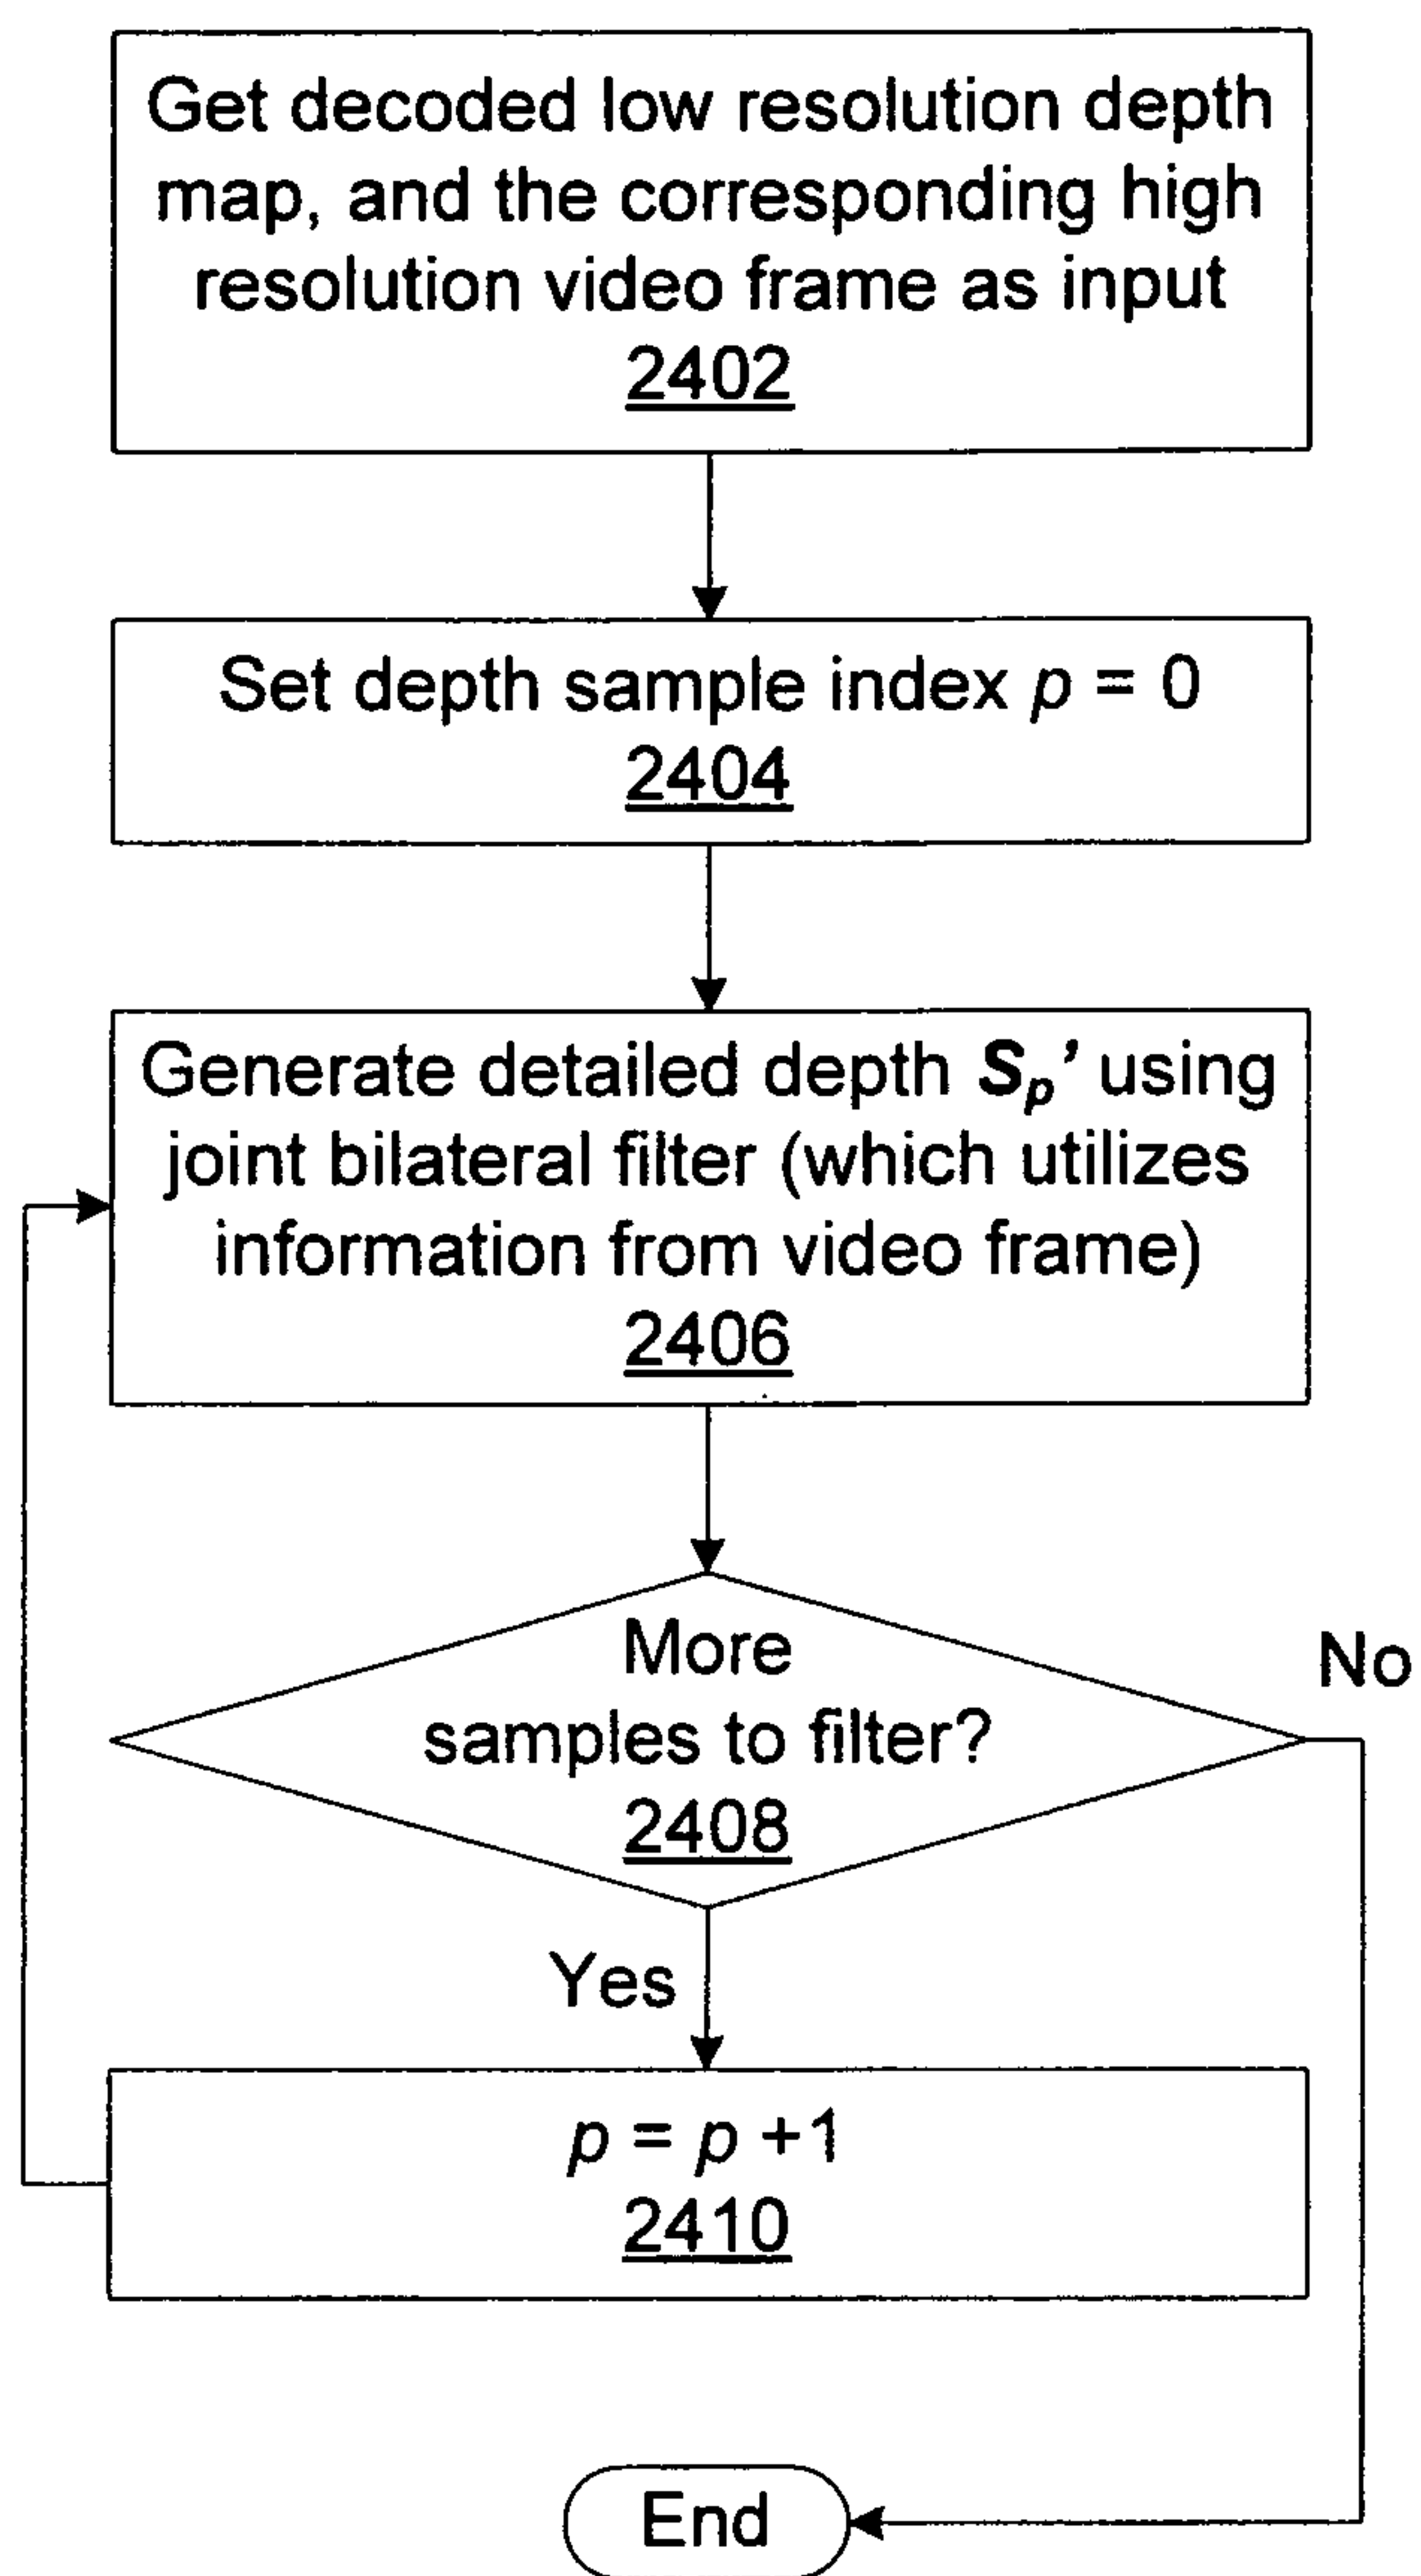 Get decoded low resolution depth
map, and the corresponding high
resolution video frame as input
2402
Set depth sample index p = 0
2404
Generate detailed depth Sp' using
joint bilateral filter (which utilizes
information from video frame)
2406
More
samples to filter?
2408
No
Yes
p = p +1
2410
End